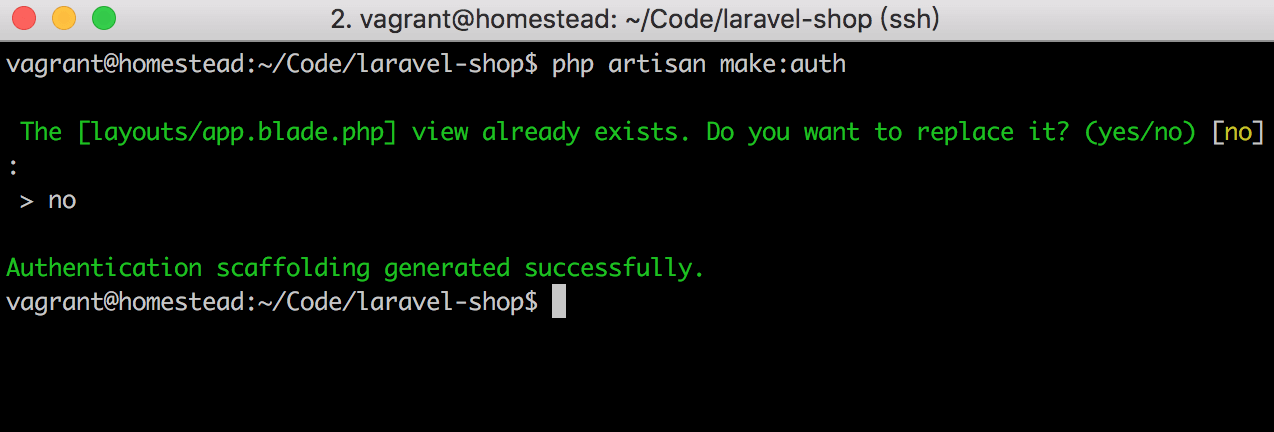 2. vagrant@homestead: ~/Code/laravel-shop (ssh)
vagrant@homestead:~/Code/laravel-shop$ php artisan make:auth
The [layouts/app.blade.php] view already exists. Do you want to replace it? (yes/no) [no]
:
> no
Authentication scaffolding generated successfully.
vagrant@homestead:~/Code/laravel-shop$